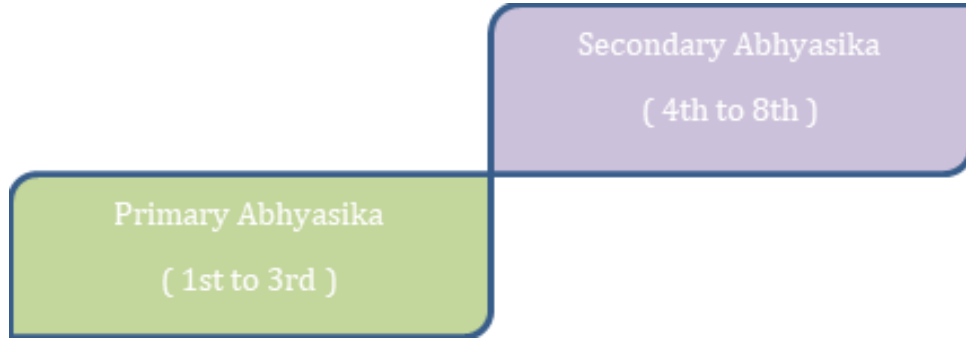 Secondary Abhyasika
( 4th to 8th )
Primary Abhyasika
( 1st to 3rd )